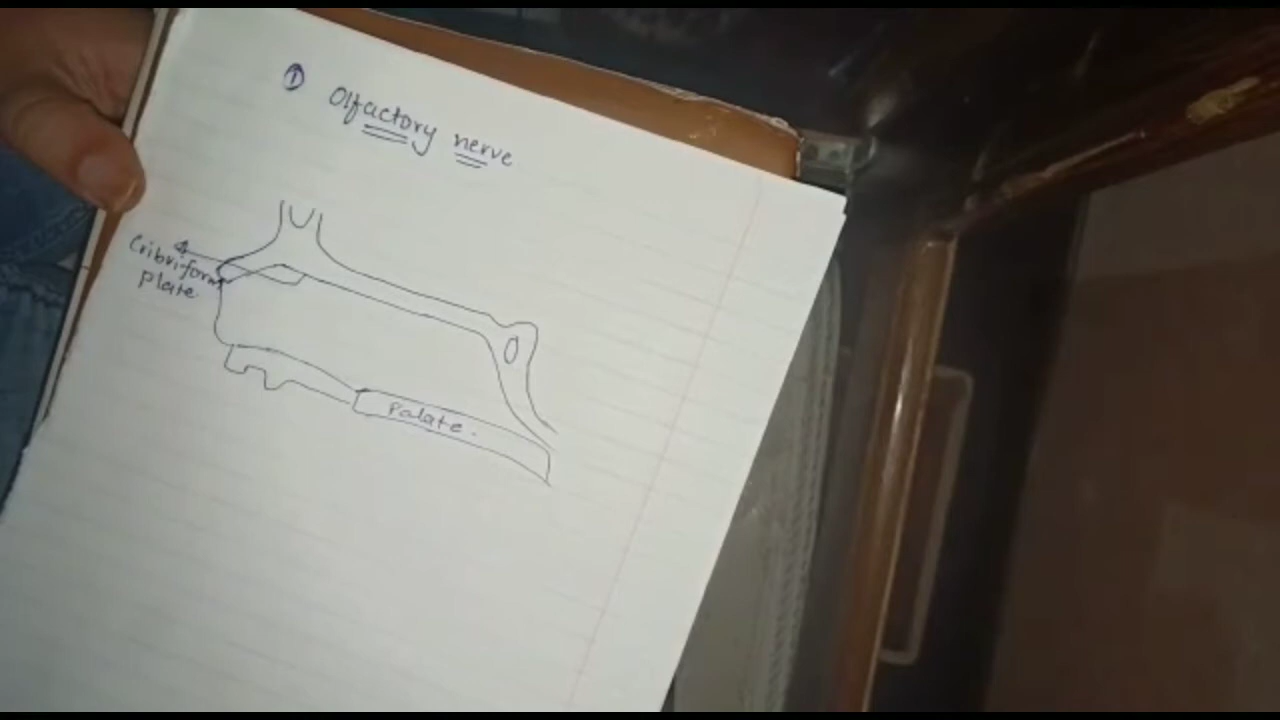 ① Olfactory nerve
Cribriform
plate
Palate.